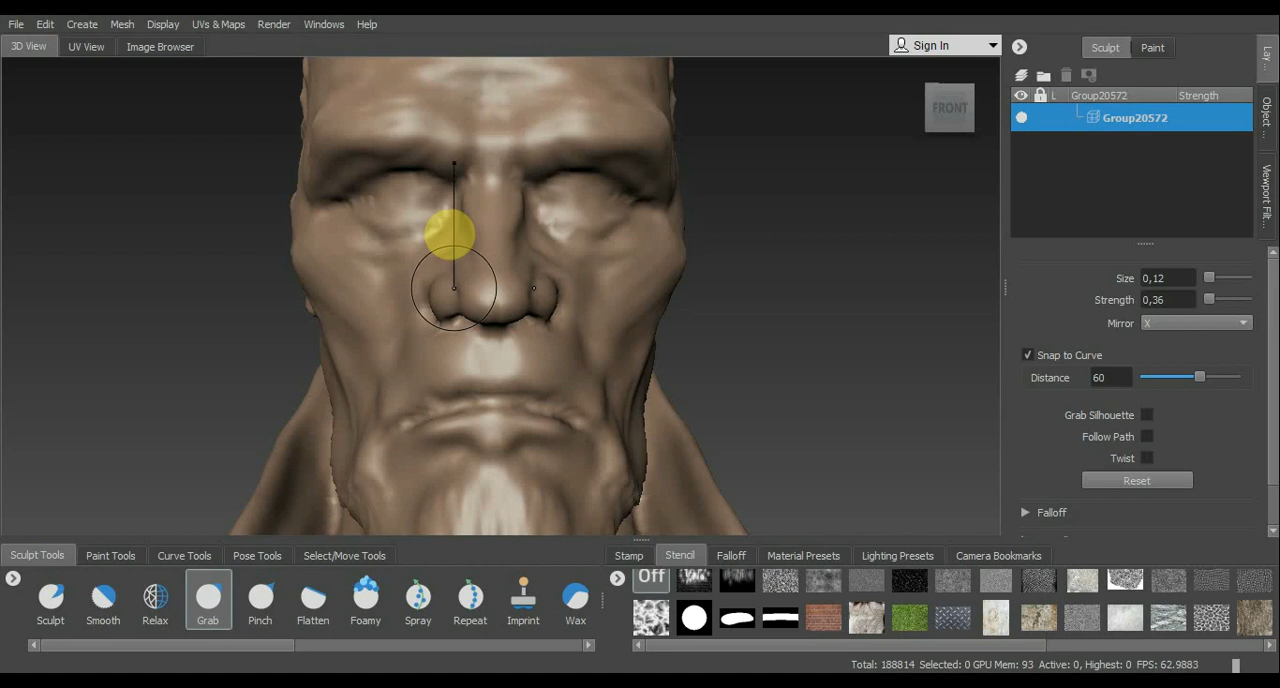 File Edit Create Mesh Display UVs & Maps Render Windows Help
3D View UV View Image Browser
Sign In
Sculpt Paint
Lay...
Object ...
Viewport Filt...
L Group20572 Strength
Group20572
FRONT
Size 0,12
Strength 0,36
Mirror X
Snap to Curve
Distance 60
Grab Silhouette
Follow Path
Twist
Reset
Falloff
Sculpt Tools Paint Tools Curve Tools Pose Tools Select/Move Tools
Stamp Stencil Falloff Material Presets Lighting Presets Camera Bookmarks
Off
Sculpt Smooth Relax Grab Pinch Flatten Foamy Spray Repeat Imprint Wax
Total: 188814 Selected: 0 GPU Mem: 93 Active: 0, Highest: 0 FPS: 62.9883